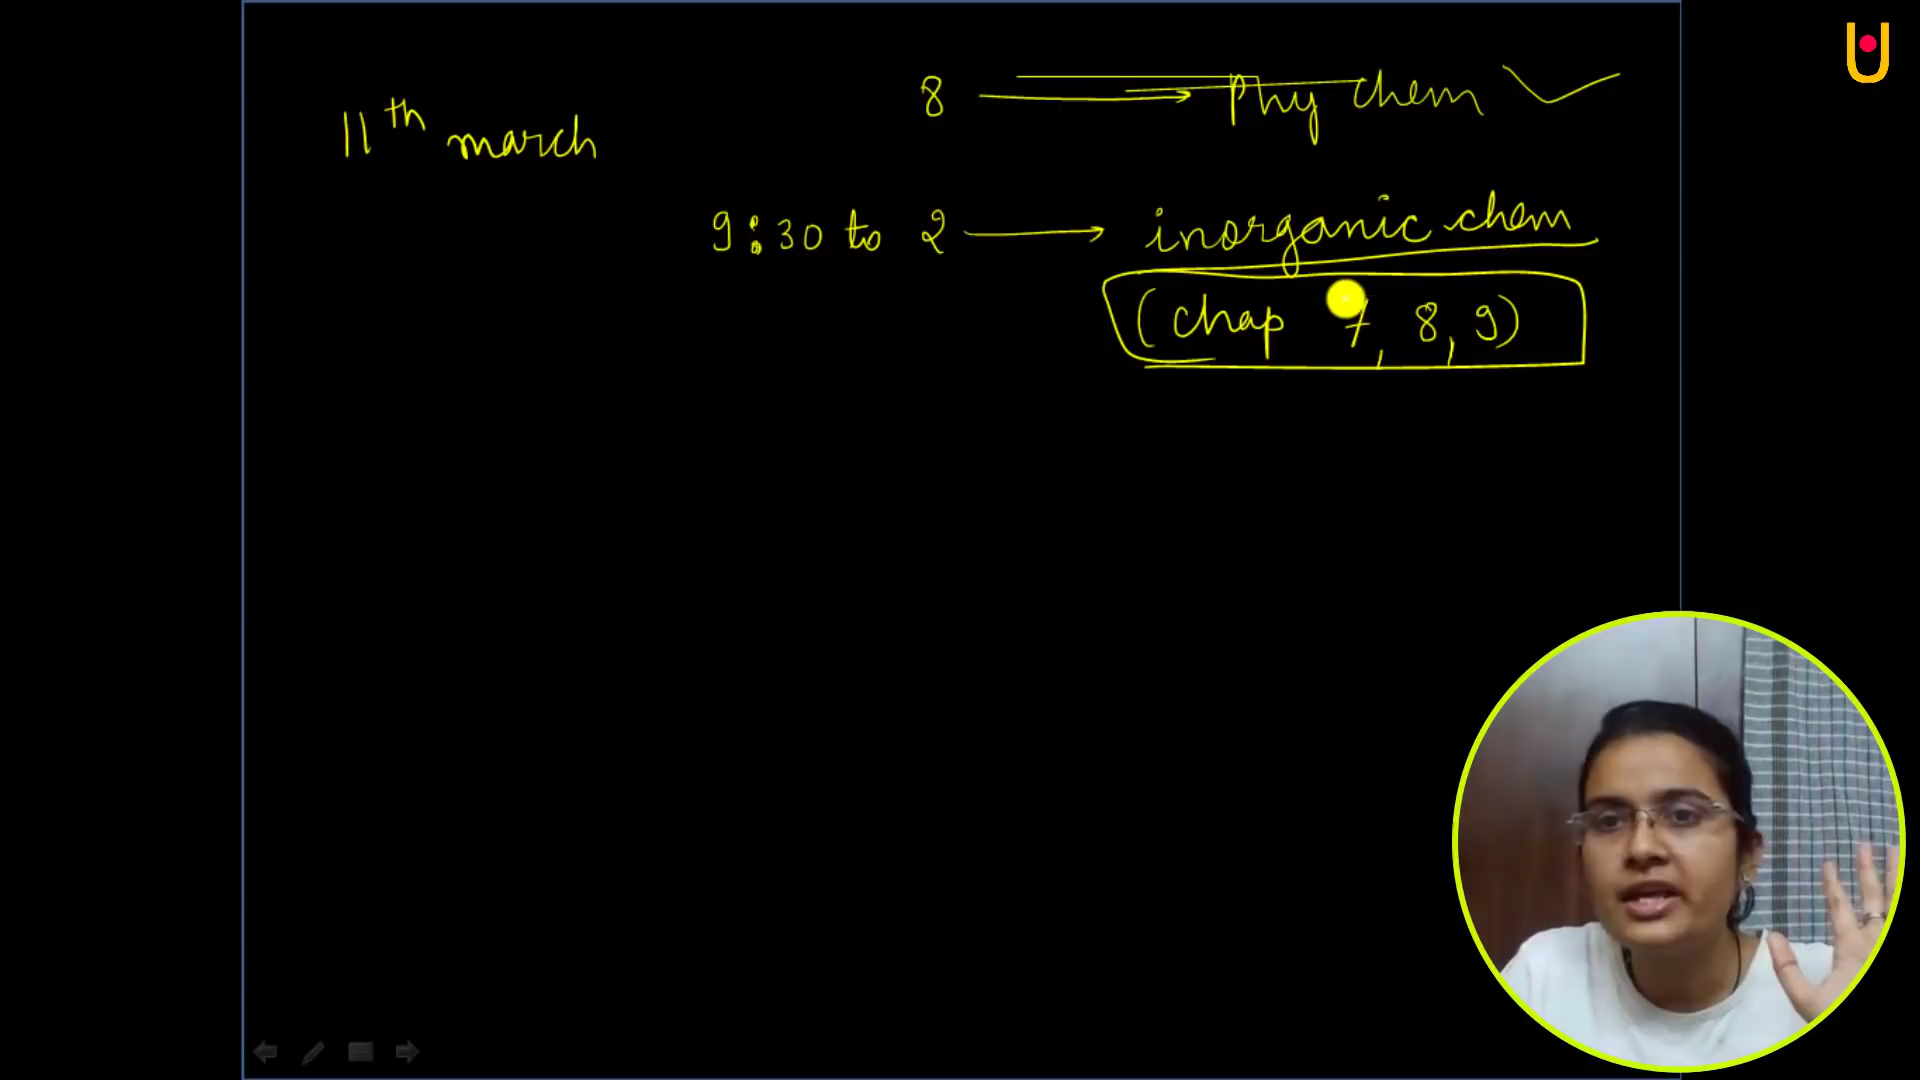 11th march
8 → Phy chem ✓
9:30 to 2 → inorganic chem
(chap 7, 8, 9)